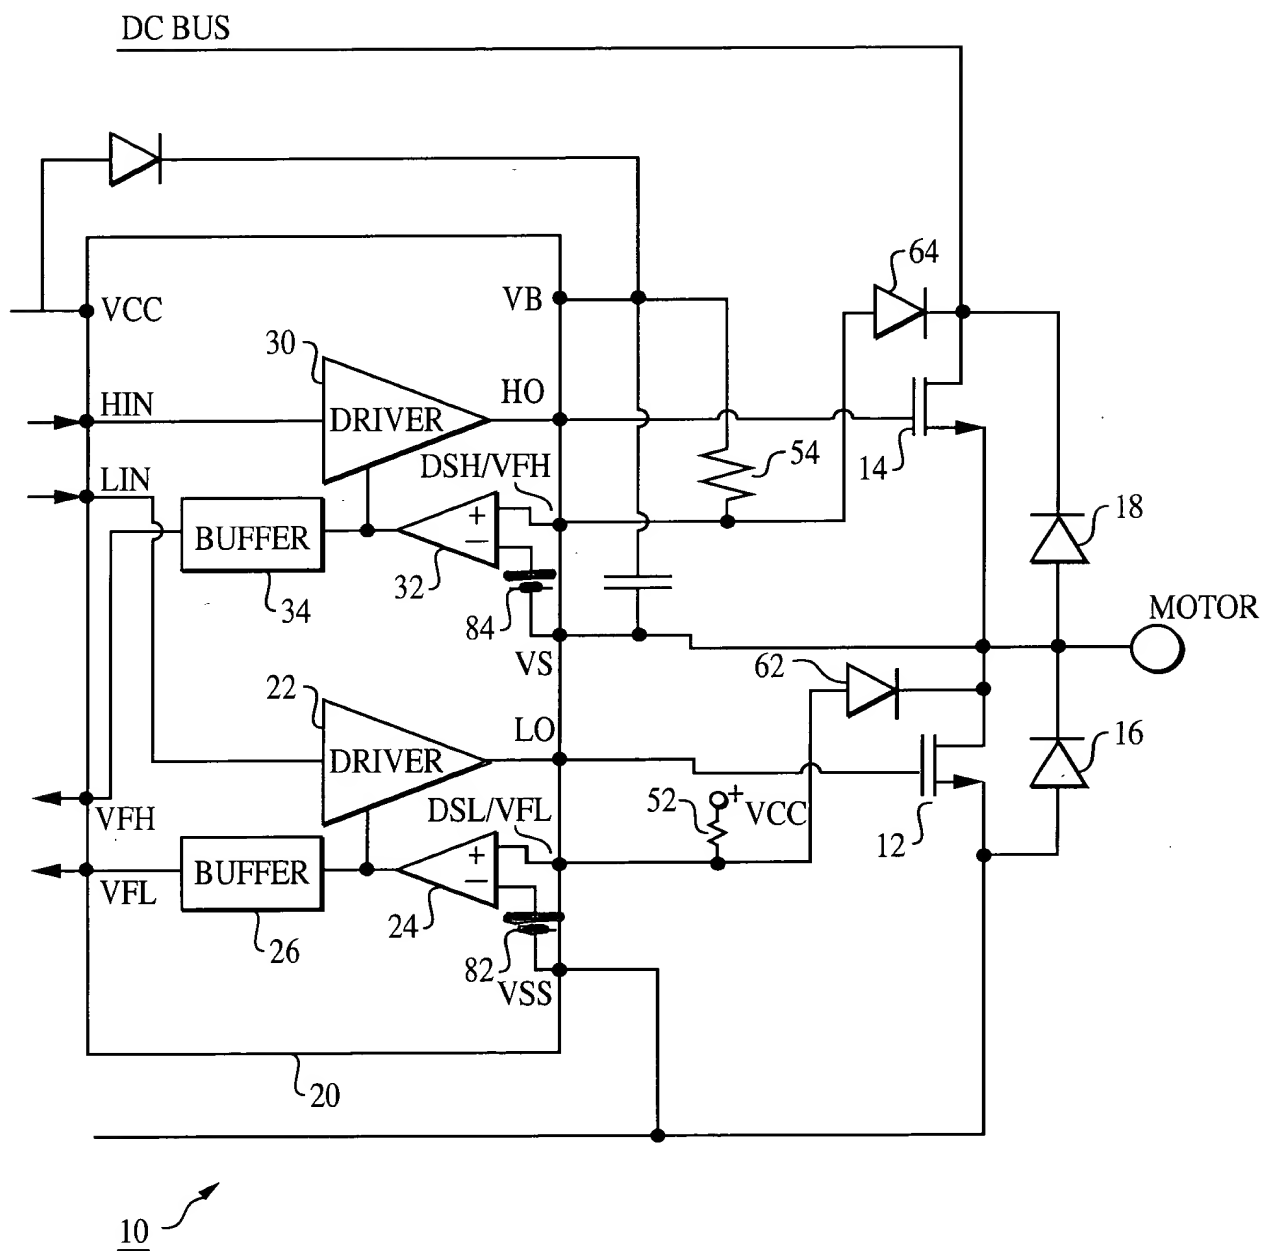 DC BUS
64
VCC
VB
30
HIN
DRIVER
HO
14
LIN
DSH/VFH
54
18
BUFFER
+
−
32
34
84
VS
MOTOR
62
22
LO
16
DRIVER
52
+
VCC
12
VFH
DSL/VFL
BUFFER
+
−
VFL
24
26
82
VSS
20
10